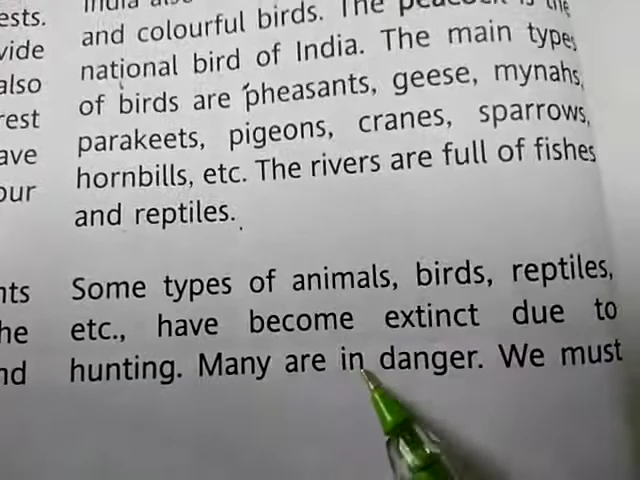 ests.
vide
also
rest
ave
our
nts
he
nd
and colourful birds. The peacock is the
national bird of India. The main types
of birds are pheasants, geese, mynahs,
parakeets, pigeons, cranes, sparrows,
hornbills, etc. The rivers are full of fishes
and reptiles.
Some types of animals, birds, reptiles,
etc., have become extinct due to
hunting. Many are in danger. We must